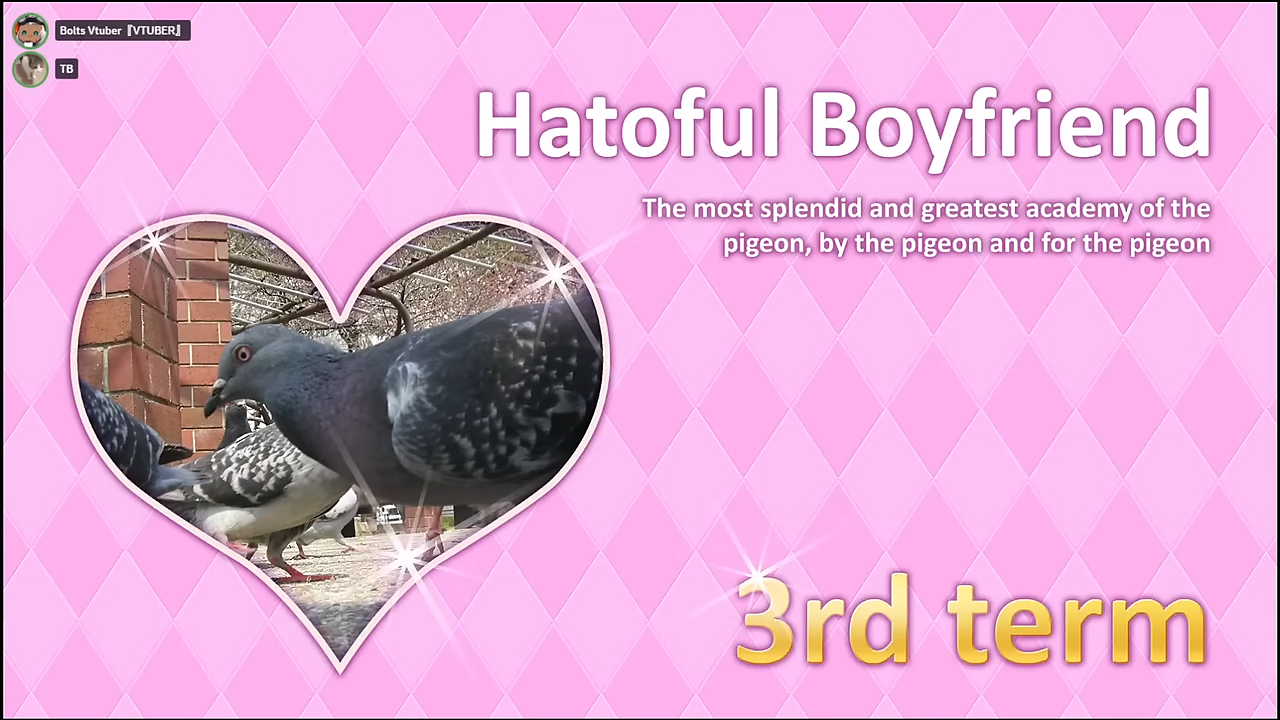 Bolts Vtuber『VTUBER』
TB
Hatoful Boyfriend
The most splendid and greatest academy of the
pigeon, by the pigeon and for the pigeon
3rd term